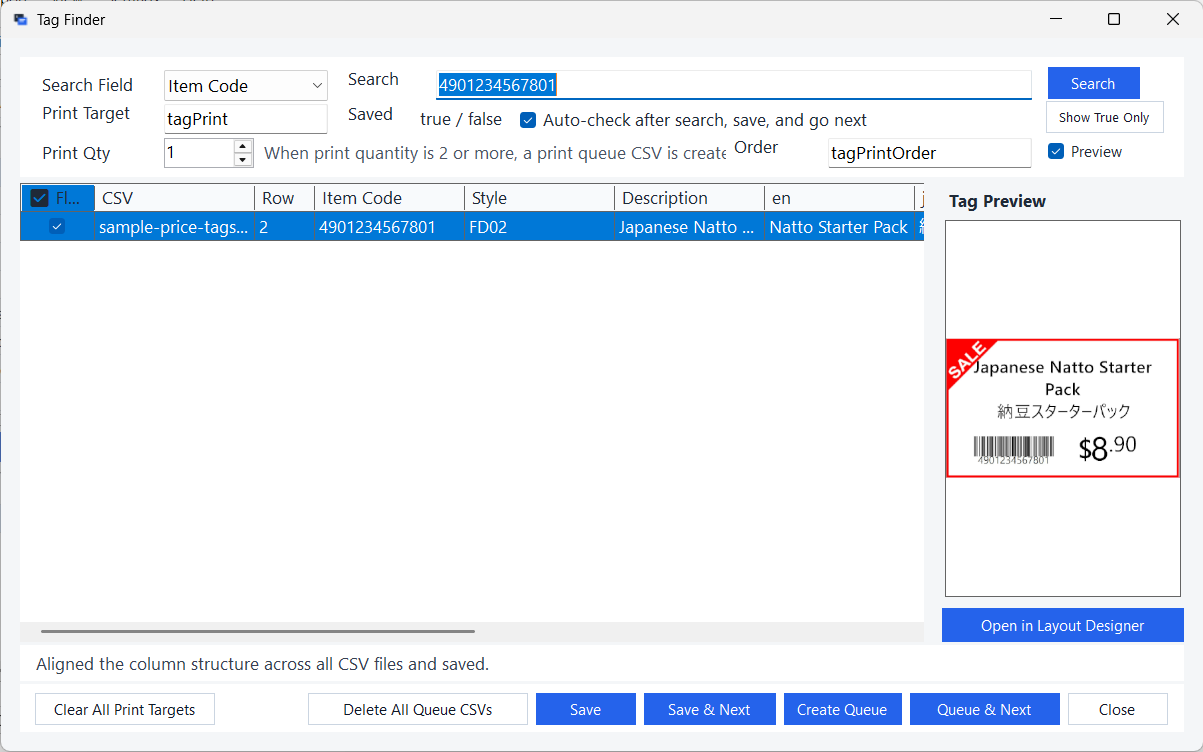 Tag Finder
Search Field
Item Code
Search
4901234567801
Search
Print Target
tagPrint
Saved
true / false
Auto-check after search, save, and go next
Show True Only
Print Qty
1
When print quantity is 2 or more, a print queue CSV is create
Order
tagPrintOrder
Preview
Fl... CSV Row Item Code Style Description en
sample-price-tags... 2 4901234567801 FD02 Japanese Natto ... Natto Starter Pack
Tag Preview
SALE
Japanese Natto Starter
Pack
納豆スターターパック
4901234567801
$8.90
Open in Layout Designer
Aligned the column structure across all CSV files and saved.
Clear All Print Targets
Delete All Queue CSVs
Save
Save & Next
Create Queue
Queue & Next
Close